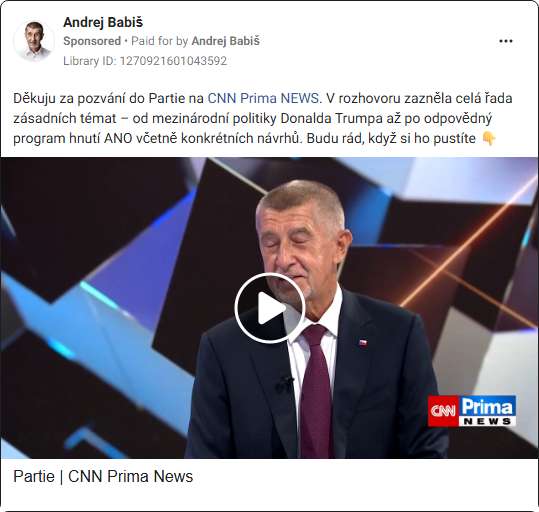 Andrej Babiš
Sponsored • Paid for by Andrej Babiš
Library ID: 1270921601043592
Děkuju za pozvání do Partie na CNN Prima NEWS. V rozhovoru zazněla celá řada
zásadních témat – od mezinárodní politiky Donalda Trumpa až po odpovědný
program hnutí ANO včetně konkrétních návrhů. Budu rád, když si ho pustíte 👇
CNN Prima
NEWS
Partie | CNN Prima News